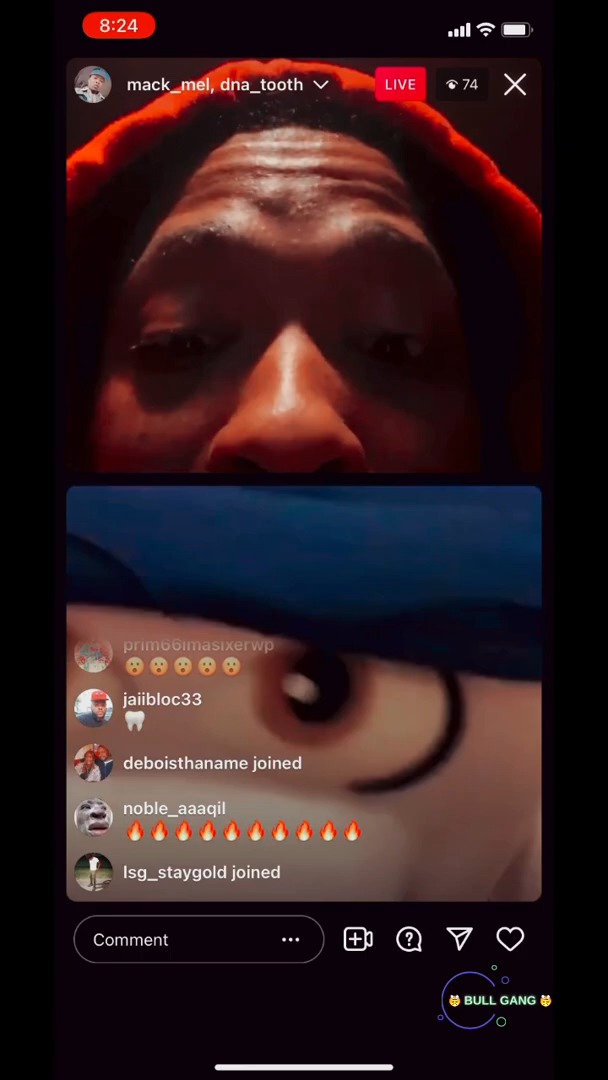 8:24
mack_mel, dna_tooth
LIVE
74
prim66imasixerwp
😮😮😮😮😮
jaiibloc33
🦷
deboisthaname joined
noble_aaaqil
🔥🔥🔥🔥🔥🔥🔥🔥🔥🔥
lsg_staygold joined
Comment
BULL GANG